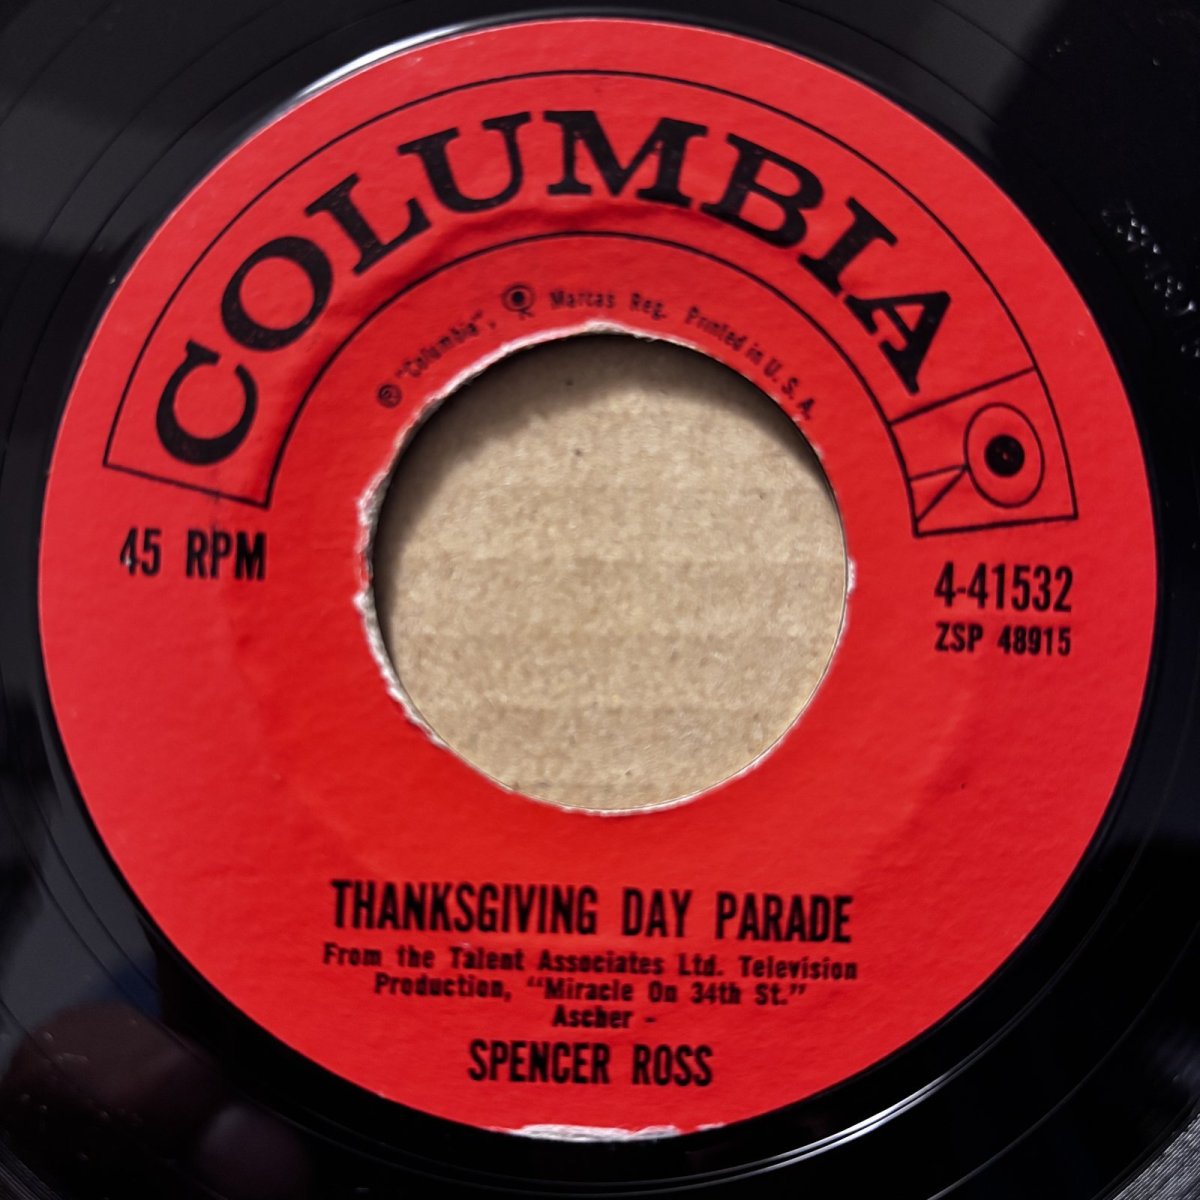 COLUMBIA
® "Columbia", Marcas Reg. Printed in U. S. A.
45 RPM
4-41532
ZSP 48915
THANKSGIVING DAY PARADE
From the Talent Associates Ltd. Television
Production, "Miracle On 34th St."
Ascher -
SPENCER ROSS